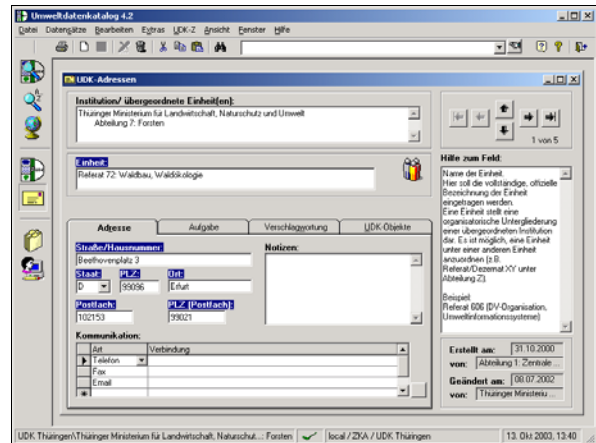 Umweltdatenkatalog 4.2
Datei Datensätze Bearbeiten Extras UDK-Z Ansicht Fenster Hilfe
UDK-Adressen
Institution/ übergeordnete Einheit(en):
Thüringer Ministerium für Landwirtschaft, Naturschutz und Umwelt
Abteilung 7: Forsten
1 von 5
Einheit:
Referat 72: Waldbau, Waldökologie
Hilfe zum Feld:
Name der Einheit.
Hier soll die vollständige, offizielle
Bezeichnung der Einheit
eingetragen werden.
Eine Einheit stellt eine
organisatorische Untergliederung
einer übergeordneten Institution
dar. Es ist möglich, eine Einheit
unter einer anderen Einheit
anzuordnen (z.B.
Referat/Dezernat XY unter
Abteilung Z).
Beispiel:
Referat 606 (DV-Organisation,
Umweltinformationssysteme)
Adresse Aufgabe Verschlagwortung UDK-Objekte
Straße/Hausnummer:
Beethovenplatz 3
Notizen:
Staat: PLZ: Ort:
D 99096 Erfurt
Postfach: PLZ (Postfach):
102153 99021
Kommunikation:
Art Verbindung
Telefon
Fax
Email
Erstellt am: 31.10.2000
von: Abteilung 1: Zentrale ...
Geändert am: 08.07.2002
von: Thüringer Ministeriu ...
UDK Thüringen\Thüringer Ministerium für Landwirtschaft, Naturschut...: Forsten local / ZKA / UDK Thüringen 13. Okt 2003, 13:40